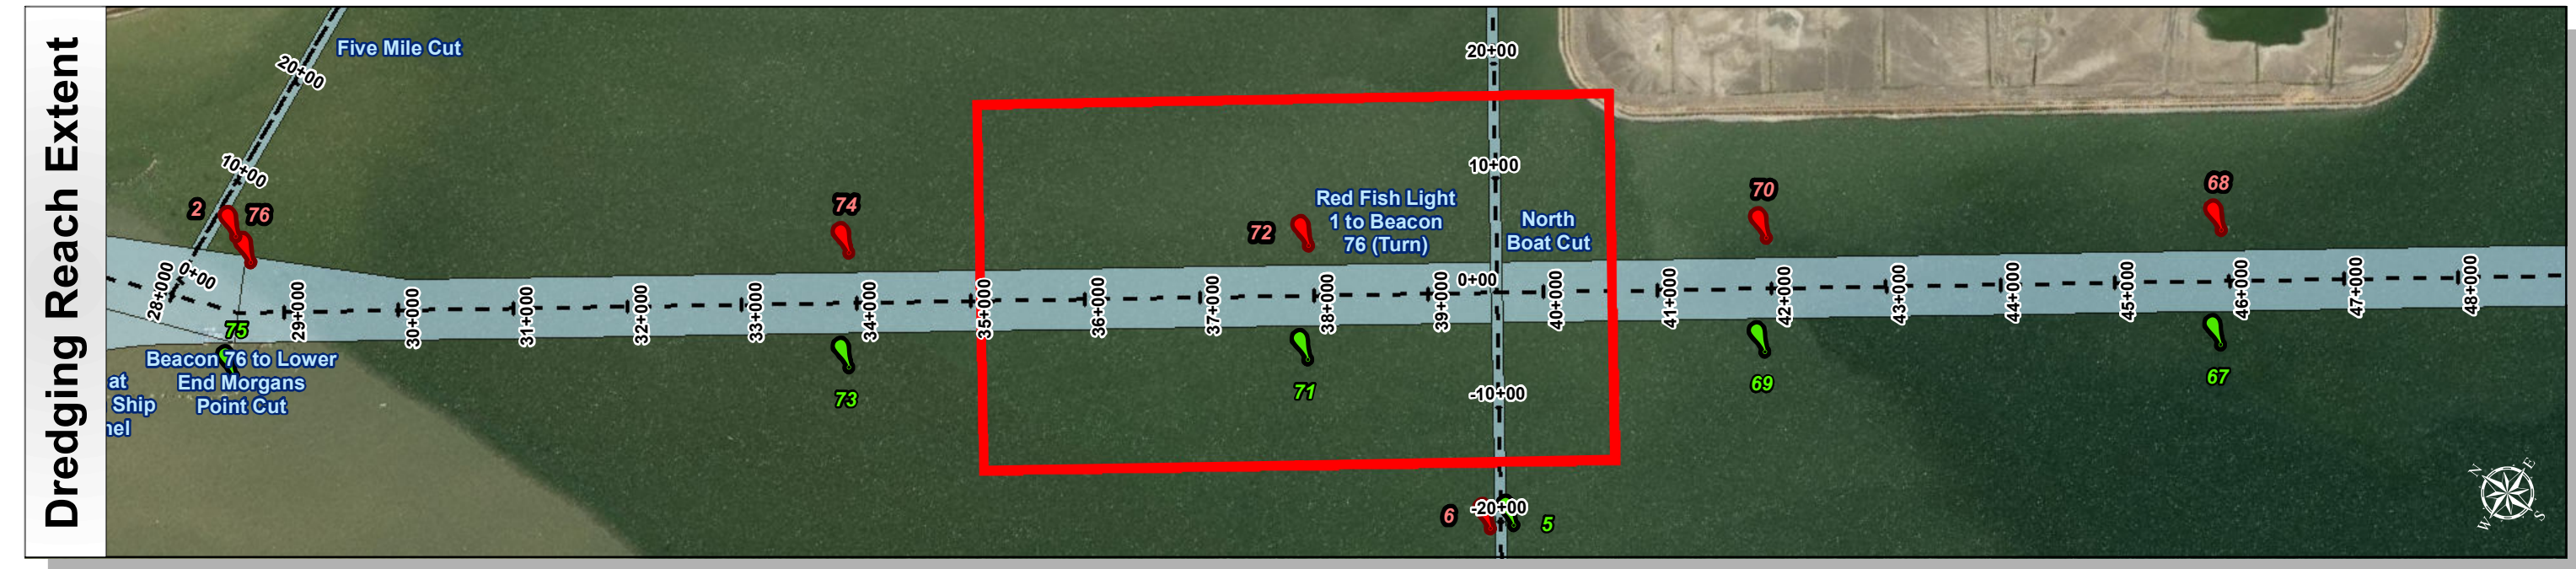 Dredging Reach Extent
Five Mile Cut
20+00
10+00
0+00
2
76
28+000
75
Beacon 76 to Lower
End Morgans
Point Cut
at
Ship
nel
29+000
30+000
31+000
32+000
33+000
74
73
34+000
35+000
36+000
37+000
72
71
38+000
Red Fish Light
1 to Beacon
76 (Turn)
39+000
20+00
10+00
0+00
-10+00
-20+00
6
5
North
Boat Cut
40+000
41+000
70
69
42+000
43+000
44+000
45+000
68
67
46+000
47+000
48+000
N
E
S
W